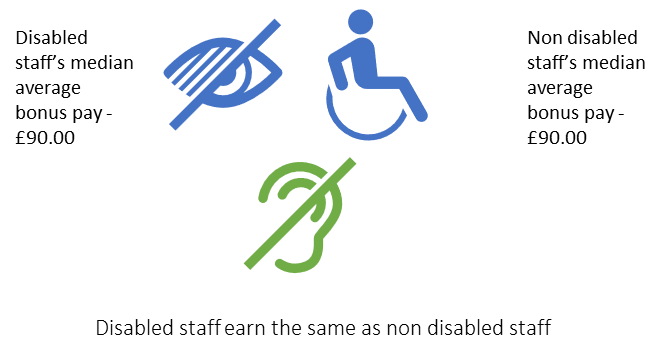 Disabled
staff’s median
average
bonus pay -
£90.00
Non disabled
staff’s median
average
bonus pay -
£90.00
Disabled staff earn the same as non disabled staff